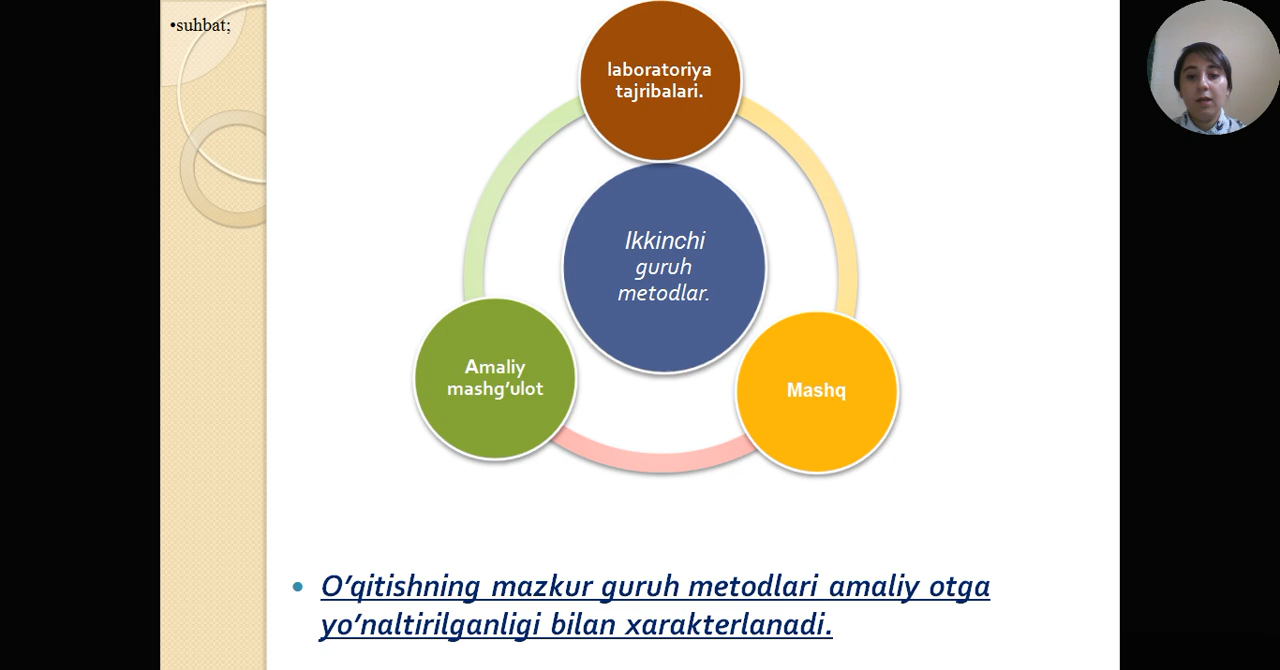 •suhbat;
laboratoriya
tajribalari.
Ikkinchi
guruh
metodlar.
Amaliy
mashg’ulot
Mashq
• O’qitishning mazkur guruh metodlari amaliy otga
yo’naltirilganligi bilan xarakterlanadi.